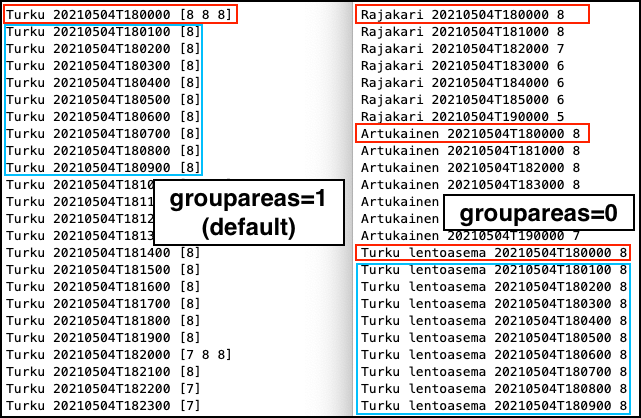 Turku 20210504T180000 [8 8 8]
Turku 20210504T180100 [8]
Turku 20210504T180200 [8]
Turku 20210504T180300 [8]
Turku 20210504T180400 [8]
Turku 20210504T180500 [8]
Turku 20210504T180600 [8]
Turku 20210504T180700 [8]
Turku 20210504T180800 [8]
Turku 20210504T180900 [8]
Turku 20210504T1810
Turku 20210504T1811
Turku 20210504T1812
Turku 20210504T1813
Turku 20210504T181400 [8]
Turku 20210504T181500 [8]
Turku 20210504T181600 [8]
Turku 20210504T181700 [8]
Turku 20210504T181800 [8]
Turku 20210504T181900 [8]
Turku 20210504T182000 [7 8 8]
Turku 20210504T182100 [8]
Turku 20210504T182200 [7]
Turku 20210504T182300 [7]
groupareas=1
(default)
Rajakari 20210504T180000 8
Rajakari 20210504T181000 8
Rajakari 20210504T182000 7
Rajakari 20210504T183000 6
Rajakari 20210504T184000 6
Rajakari 20210504T185000 6
Rajakari 20210504T190000 5
Artukainen 20210504T180000 8
Artukainen 20210504T181000 8
Artukainen 20210504T182000 8
Artukainen 20210504T183000 8
Artukainen
Artukainen
Artukainen 20210504T190000 7
Turku lentoasema 20210504T180000 8
Turku lentoasema 20210504T180100 8
Turku lentoasema 20210504T180200 8
Turku lentoasema 20210504T180300 8
Turku lentoasema 20210504T180400 8
Turku lentoasema 20210504T180500 8
Turku lentoasema 20210504T180600 8
Turku lentoasema 20210504T180700 8
Turku lentoasema 20210504T180800 8
Turku lentoasema 20210504T180900 8
groupareas=0